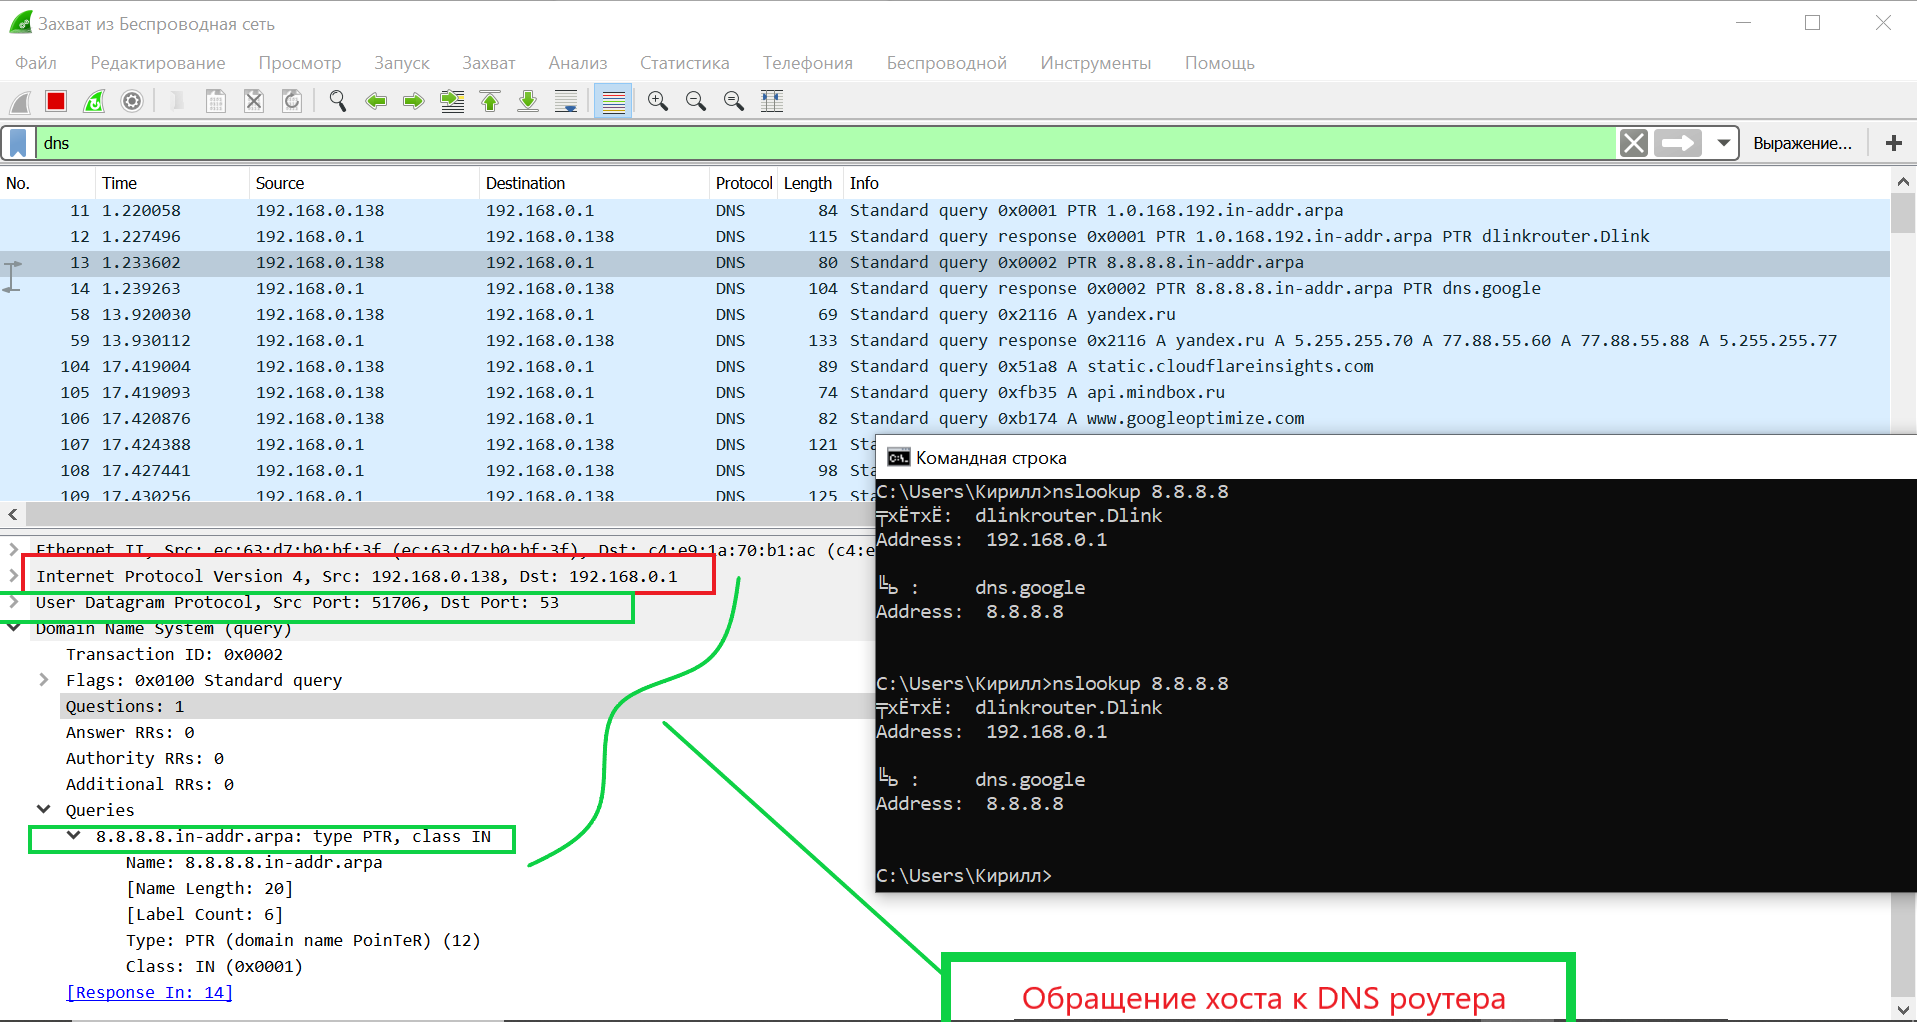 Захват из Беспроводная сеть
Файл Редактирование Просмотр Запуск Захват Анализ Статистика Телефония Беспроводной Инструменты Помощь
dns Выражение... +
No. Time Source Destination Protocol Length Info
11 1.220058 192.168.0.138 192.168.0.1 DNS 84 Standard query 0x0001 PTR 1.0.168.192.in-addr.arpa
12 1.227496 192.168.0.1 192.168.0.138 DNS 115 Standard query response 0x0001 PTR 1.0.168.192.in-addr.arpa PTR dlinkrouter.Dlink
13 1.233602 192.168.0.138 192.168.0.1 DNS 80 Standard query 0x0002 PTR 8.8.8.8.in-addr.arpa
14 1.239263 192.168.0.1 192.168.0.138 DNS 104 Standard query response 0x0002 PTR 8.8.8.8.in-addr.arpa PTR dns.google
58 13.920030 192.168.0.138 192.168.0.1 DNS 69 Standard query 0x2116 A yandex.ru
59 13.930112 192.168.0.1 192.168.0.138 DNS 133 Standard query response 0x2116 A yandex.ru A 5.255.255.70 A 77.88.55.60 A 77.88.55.88 A 5.255.255.77
104 17.419004 192.168.0.138 192.168.0.1 DNS 89 Standard query 0x51a8 A static.cloudflareinsights.com
105 17.419093 192.168.0.138 192.168.0.1 DNS 74 Standard query 0xfb35 A api.mindbox.ru
106 17.420876 192.168.0.138 192.168.0.1 DNS 82 Standard query 0xb174 A www.googleoptimize.com
107 17.424388 192.168.0.1 192.168.0.138 DNS 121 Sta
108 17.427441 192.168.0.1 192.168.0.138 DNS 98 Sta
109 17.430256 192.168.0.1 192.168.0.138 DNS 125 Sta
Ethernet II, Src: ec:63:d7:b0:bf:3f (ec:63:d7:b0:bf:3f), Dst: c4:e9:1a:70:b1:ac (c4:e
Internet Protocol Version 4, Src: 192.168.0.138, Dst: 192.168.0.1
User Datagram Protocol, Src Port: 51706, Dst Port: 53
Domain Name System (query)
Transaction ID: 0x0002
Flags: 0x0100 Standard query
Questions: 1
Answer RRs: 0
Authority RRs: 0
Additional RRs: 0
Queries
8.8.8.8.in-addr.arpa: type PTR, class IN
Name: 8.8.8.8.in-addr.arpa
[Name Length: 20]
[Label Count: 6]
Type: PTR (domain name PoinTeR) (12)
Class: IN (0x0001)
[Response In: 14]
Командная строка
C:\Users\Кирилл>nslookup 8.8.8.8
╤хЁтхЁ: dlinkrouter.Dlink
Address: 192.168.0.1
╚ь : dns.google
Address: 8.8.8.8
C:\Users\Кирилл>nslookup 8.8.8.8
╤хЁтхЁ: dlinkrouter.Dlink
Address: 192.168.0.1
╚ь : dns.google
Address: 8.8.8.8
C:\Users\Кирилл>
Обращение хоста к DNS роутера